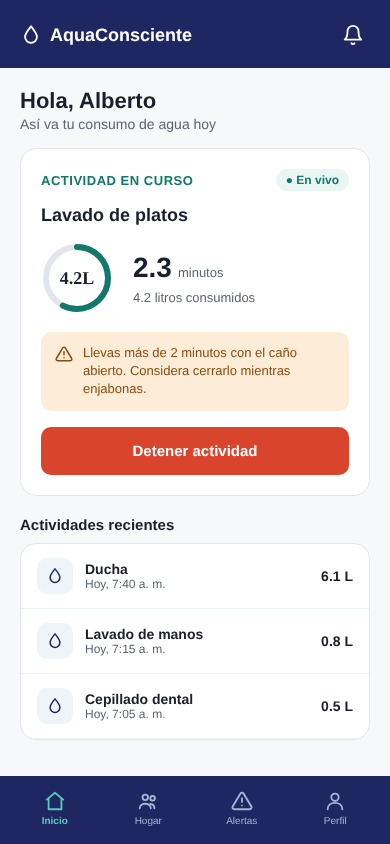 AquaConsciente
Hola, Alberto
Así va tu consumo de agua hoy
ACTIVIDAD EN CURSO
● En vivo
Lavado de platos
4.2L
2.3 minutos
4.2 litros consumidos
Llevas más de 2 minutos con el caño
abierto. Considera cerrarlo mientras
enjabonas.
Detener actividad
Actividades recientes
Ducha
Hoy, 7:40 a. m.
6.1 L
Lavado de manos
Hoy, 7:15 a. m.
0.8 L
Cepillado dental
Hoy, 7:05 a. m.
0.5 L
Inicio
Hogar
Alertas
Perfil